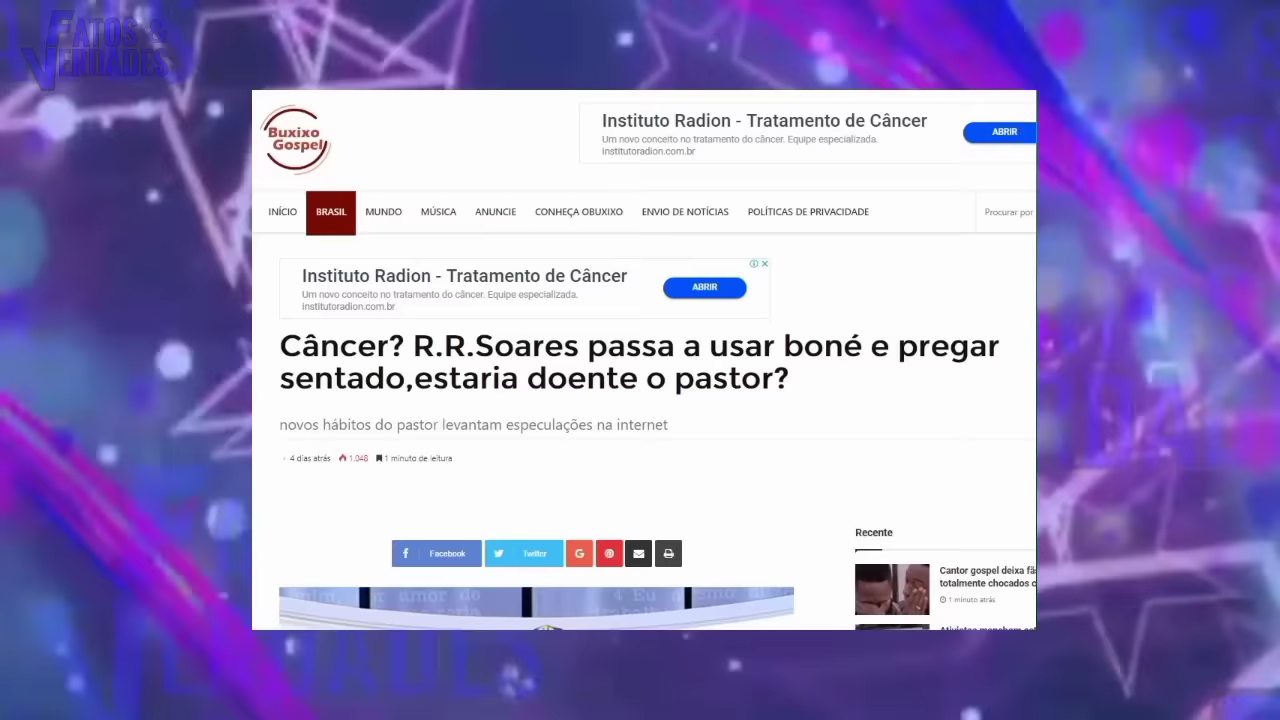 FATOS &
VERDADES
Buxixo
Gospel
Instituto Radion - Tratamento de Câncer
Um novo conceito no tratamento do câncer. Equipe especializada.
institutoradion.com.br
ABRIR
INÍCIO BRASIL MUNDO MÚSICA ANUNCIE CONHEÇA OBUXIXO ENVIO DE NOTÍCIAS POLÍTICAS DE PRIVACIDADE Procurar por
Instituto Radion - Tratamento de Câncer
Um novo conceito no tratamento do câncer. Equipe especializada.
institutoradion.com.br
ABRIR
Câncer? R.R.Soares passa a usar boné e pregar
sentado,estaria doente o pastor?
novos hábitos do pastor levantam especulações na internet
4 dias atrás 1.048 1 minuto de leitura
Facebook Twitter
Recente
Cantor gospel deixa fã
totalmente chocados c
1 minuto atrás
amor do
4 Eu